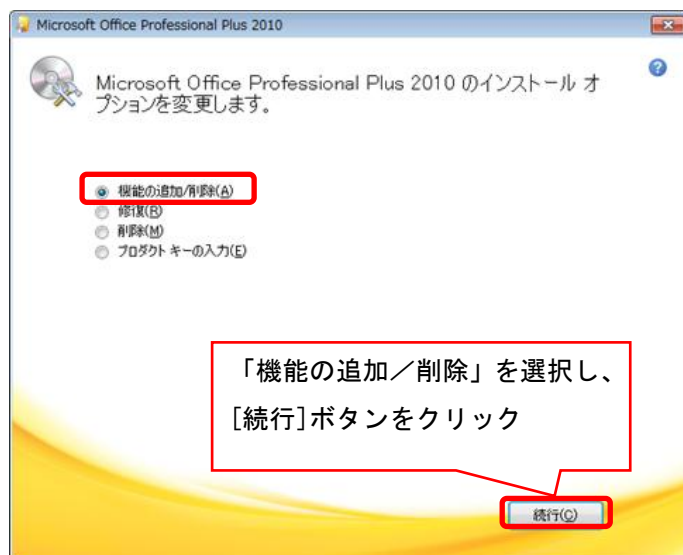 Microsoft Office Professional Plus 2010
Microsoft Office Professional Plus 2010 のインストール オ
プションを変更します。
機能の追加/削除(A)
修復(R)
削除(M)
プロダクト キーの入力(E)
「機能の追加／削除」を選択し、
[続行]ボタンをクリック
続行(C)